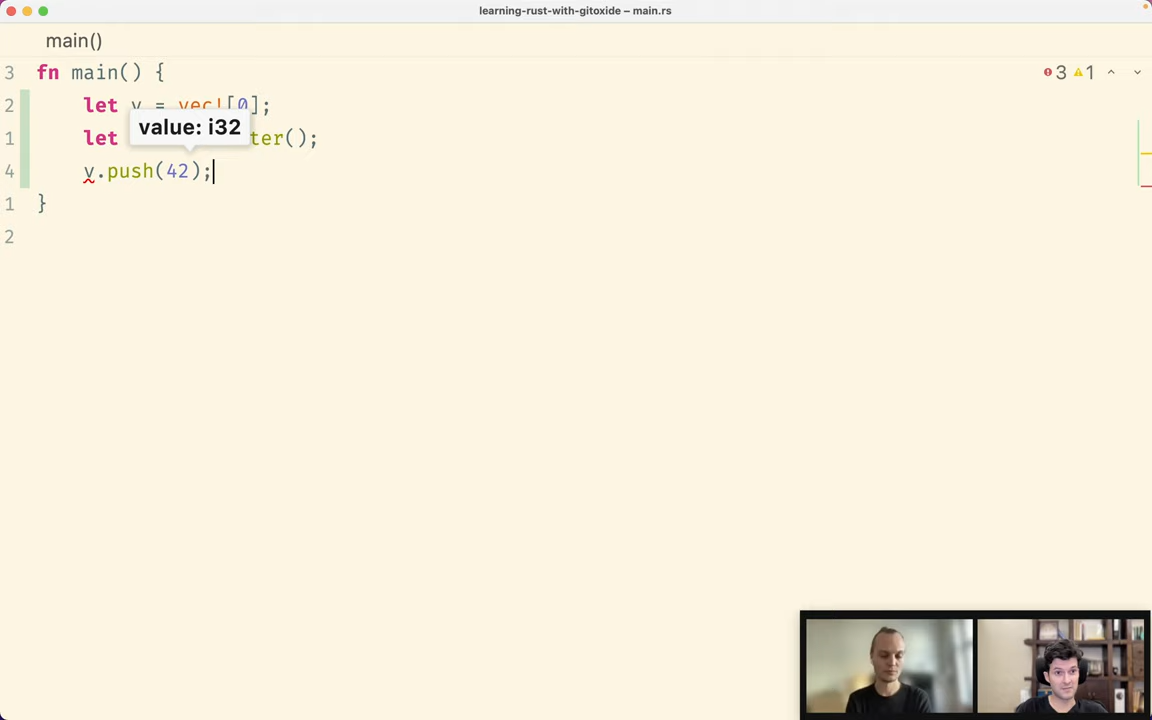 learning-rust-with-gitoxide – main.rs
main()
3 fn main() {
3 1
2 let v = vec![0];
value: i32
1 let ter();
4 v.push(42);
1 }
2